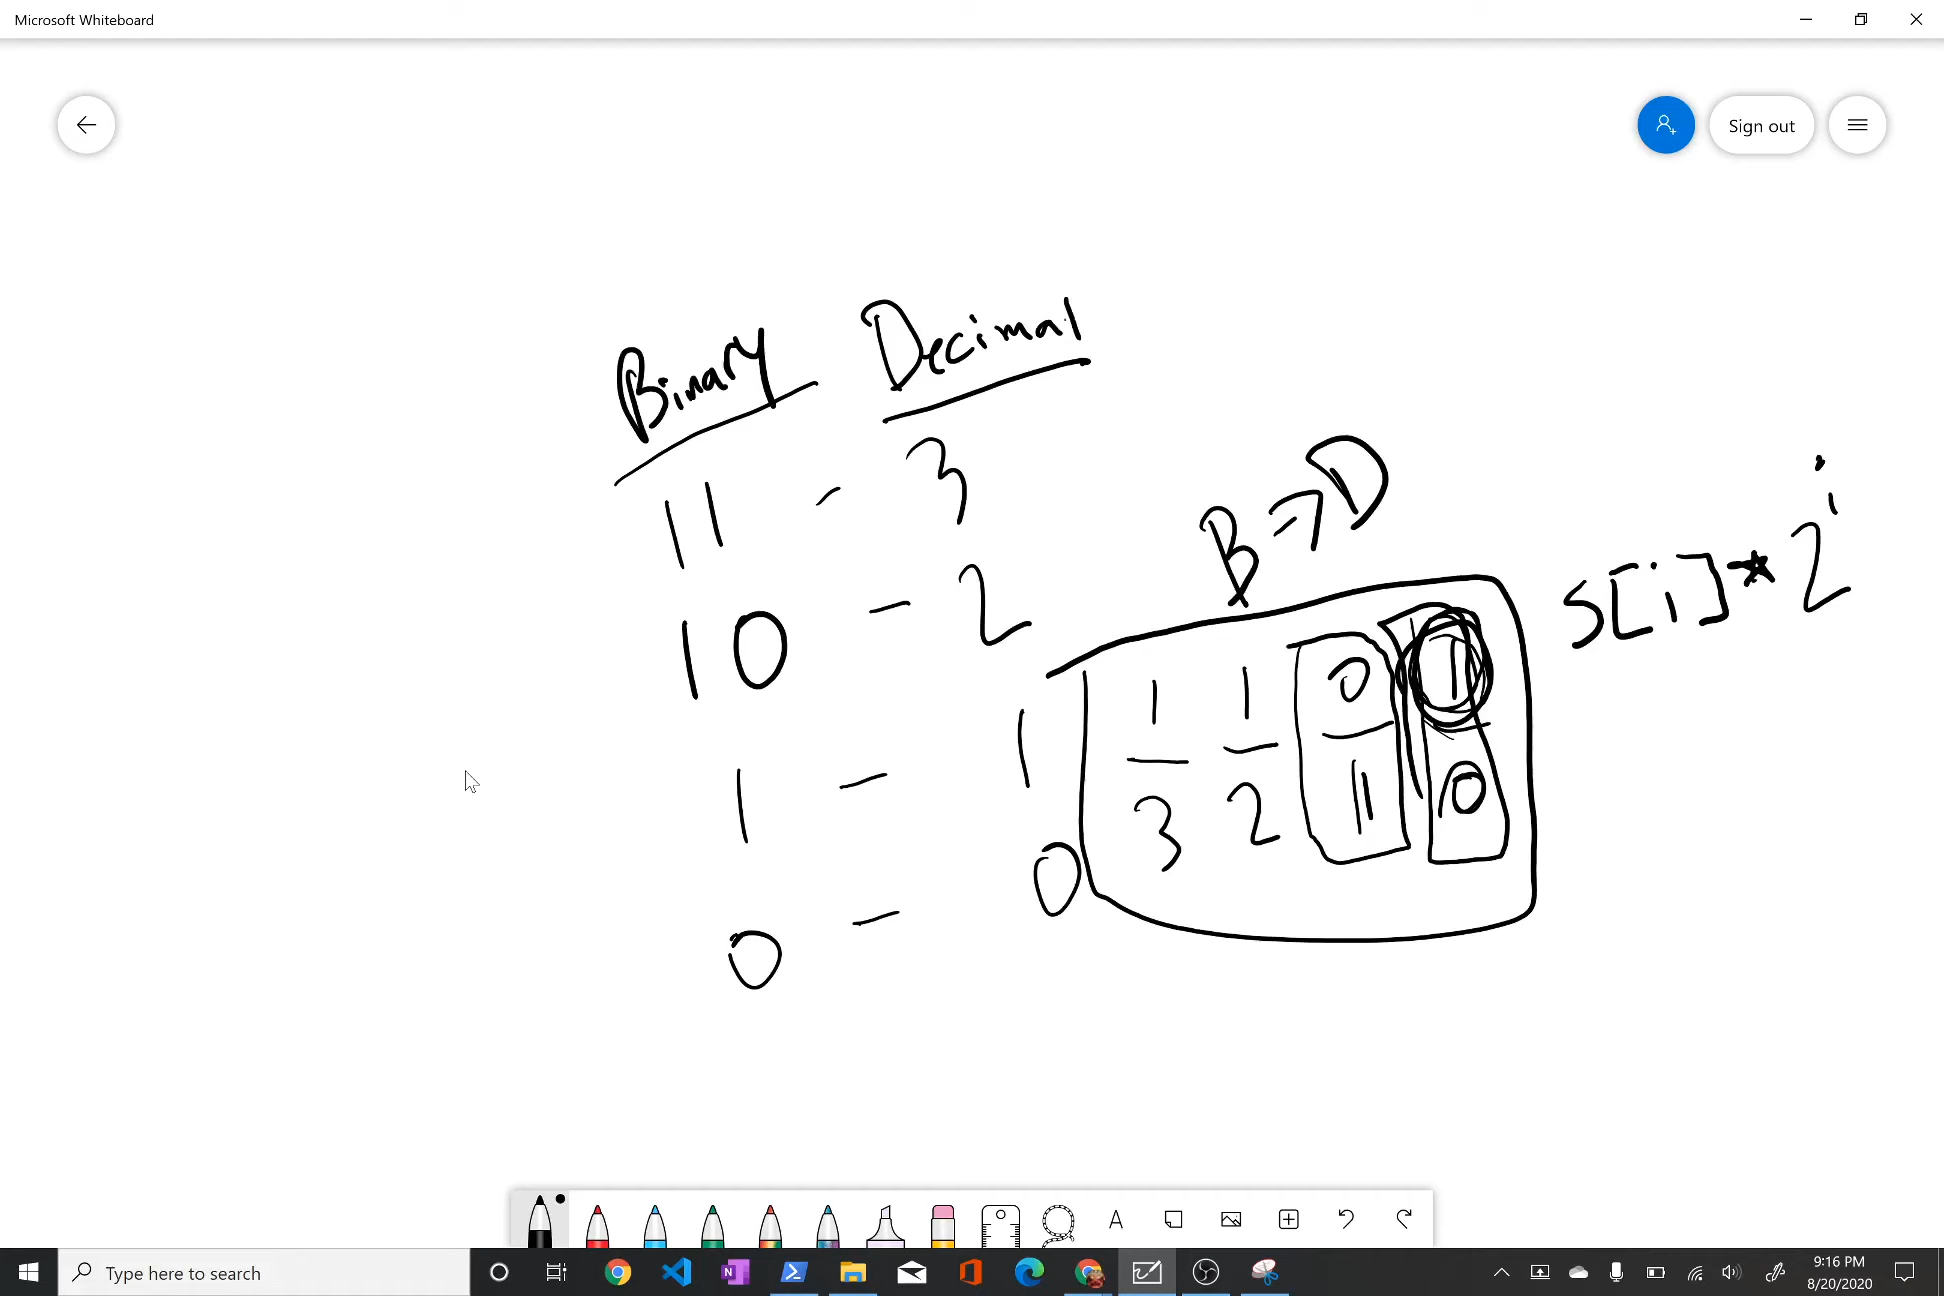 Microsoft Whiteboard
Sign out
Binary Decimal
11 - 3
10 - 2
1 - 1
0 - 0
B => D
S[i] * 2^i
1 1 0 1
3 2 1 0
A
Type here to search
9:16 PM
8/20/2020